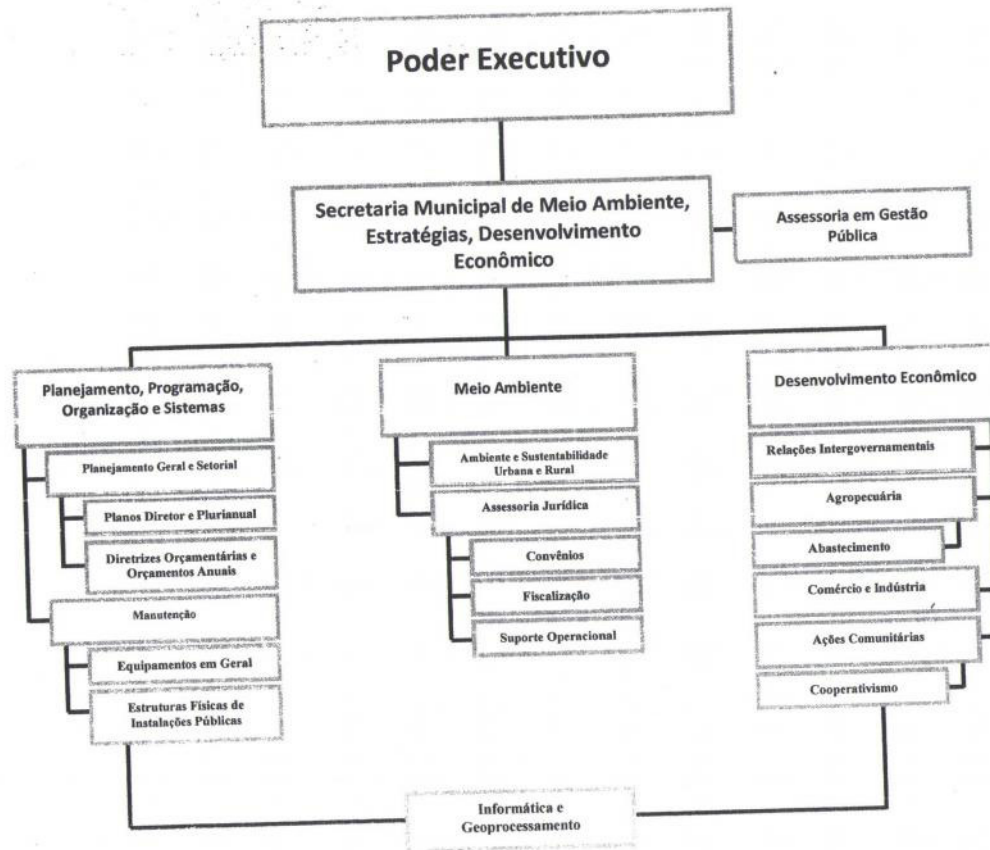 Poder Executivo
Secretaria Municipal de Meio Ambiente,
Estratégias, Desenvolvimento
Econômico
Assessoria em Gestão
Pública
Planejamento, Programação,
Organização e Sistemas
Planejamento Geral e Setorial
Planos Diretor e Plurianual
Diretrizes Orçamentárias e
Orçamentos Anuais
Manutenção
Equipamentos em Geral
Estruturas Físicas de
Instalações Públicas
Meio Ambiente
Ambiente e Sustentabilidade
Urbana e Rural
Assessoria Jurídica
Convênios
Fiscalização
Suporte Operacional
Desenvolvimento Econômico
Relações Intergovernamentais
Agropecuária
Abastecimento
Comércio e Indústria
Ações Comunitárias
Cooperativismo
Informática e
Geoprocessamento